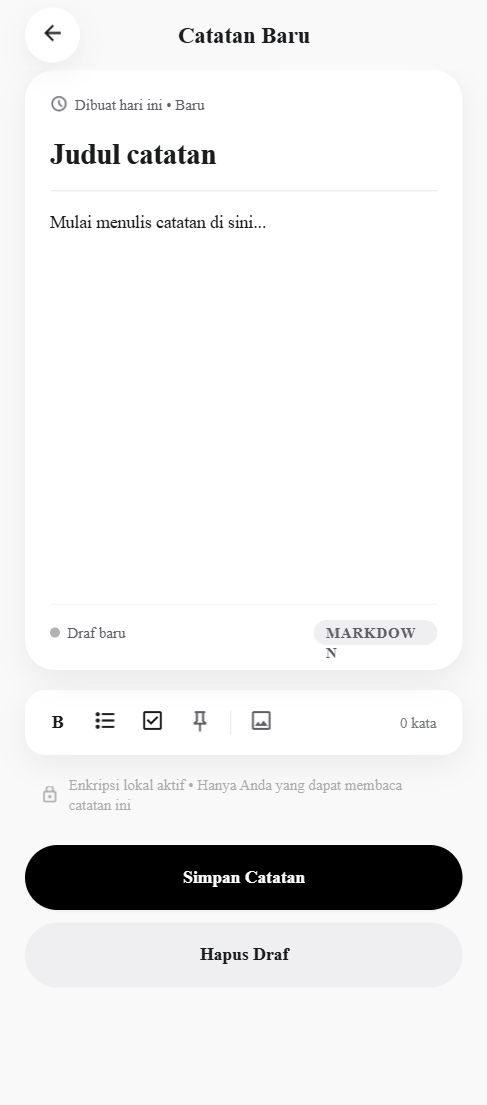 Catatan Baru
Dibuat hari ini • Baru
Judul catatan
Mulai menulis catatan di sini...
Draf baru
MARKDOW
N
B
0 kata
Enkripsi lokal aktif • Hanya Anda yang dapat membaca
catatan ini
Simpan Catatan
Hapus Draf